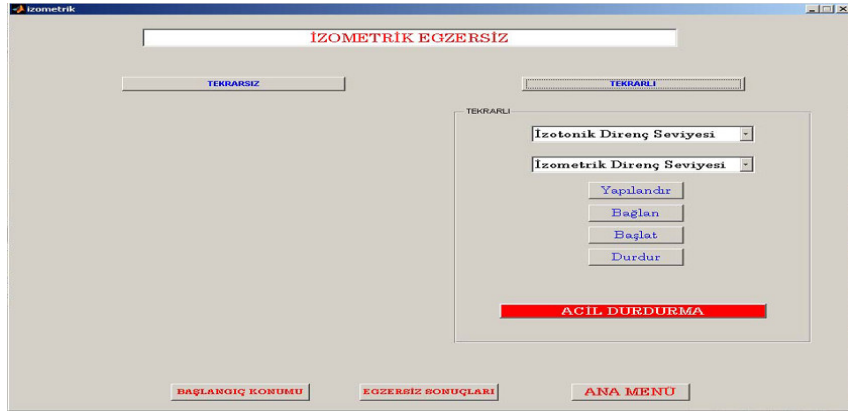 izometrik
İZOMETRİK EGZERSİZ
TEKRARSIZ
TEKRARLI
TEKRARLI
İzotonik Direnç Seviyesi
İzometrik Direnç Seviyesi
Yapılandır
Bağlan
Başlat
Durdur
ACİL DURDURMA
BAŞLANGIÇ KONUMU
EGZERSİZ SONUÇLARI
ANA MENÜ